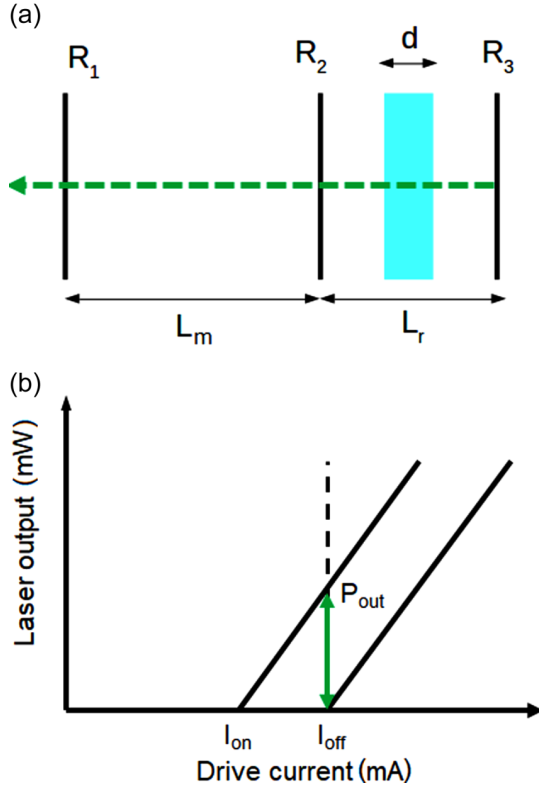 (a)
R1
R2
d
R3
Lm
Lr
(b)
Laser output (mW)
Pout
Ion
Ioff
Drive current (mA)